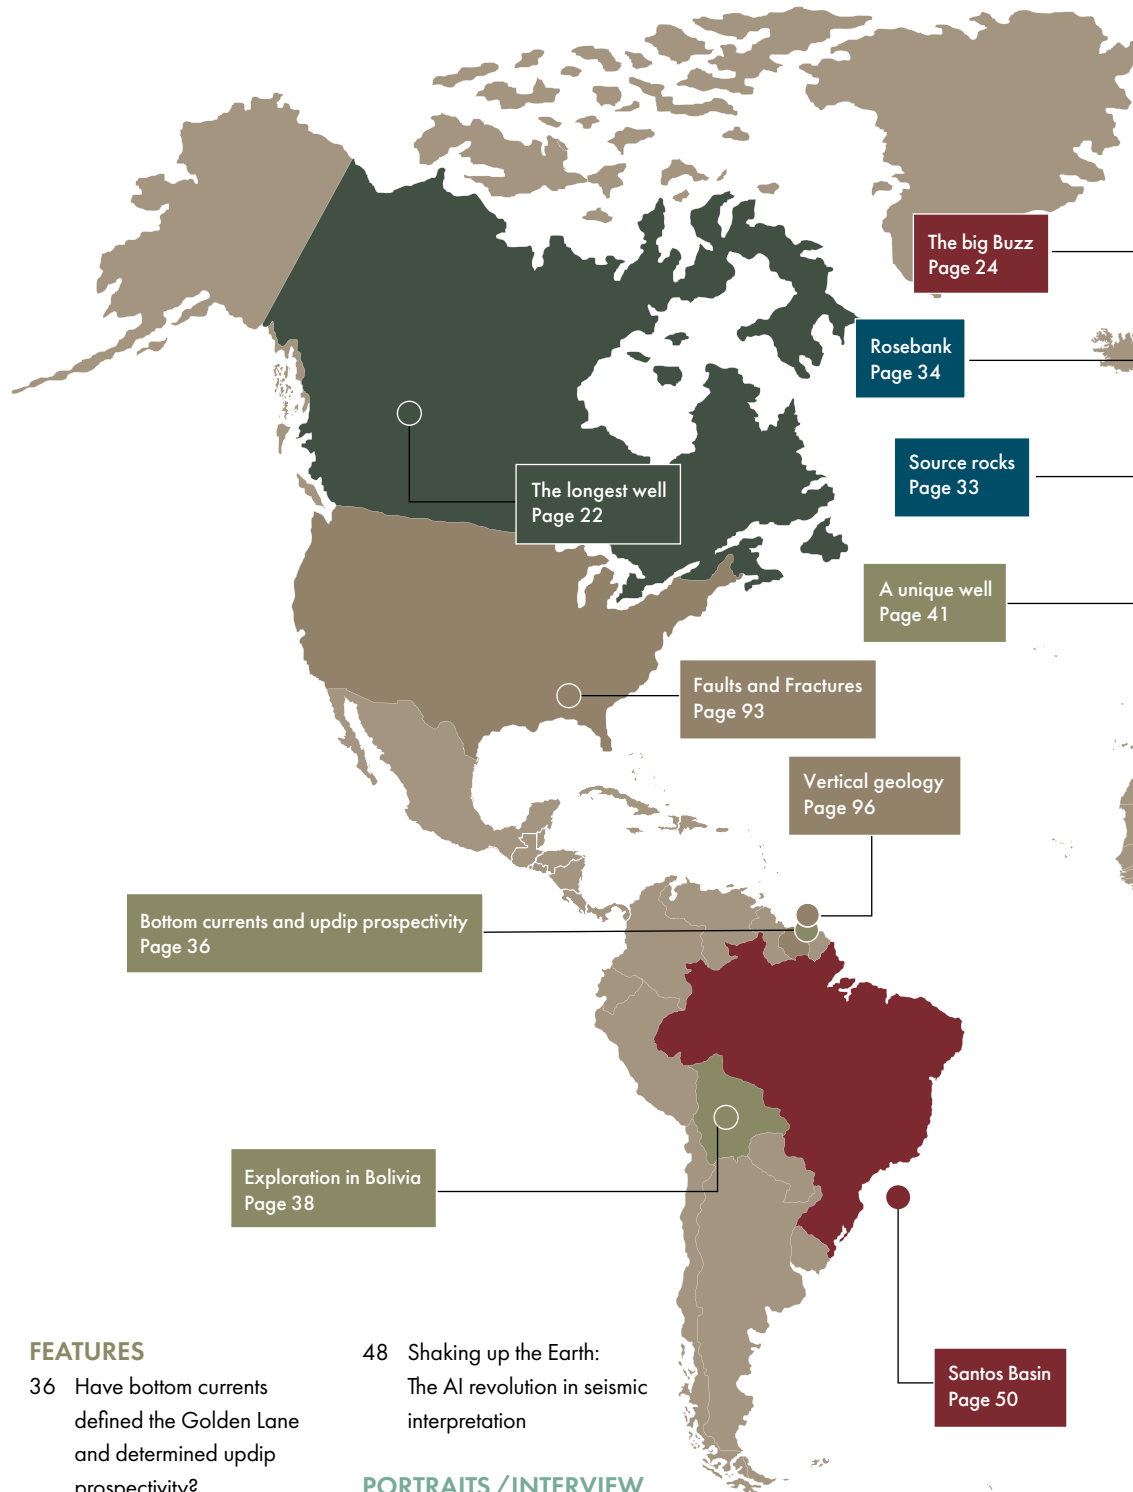 The big Buzz
Page 24
Rosebank
Page 34
Source rocks
Page 33
The longest well
Page 22
A unique well
Page 41
Faults and Fractures
Page 93
Vertical geology
Page 96
Bottom currents and updip prospectivity
Page 36
Exploration in Bolivia
Page 38
Santos Basin
Page 50
FEATURES
36 Have bottom currents
defined the Golden Lane
and determined updip
prospectivity?
48 Shaking up the Earth:
The AI revolution in seismic
interpretation
PORTRAITS / INTERVIEW